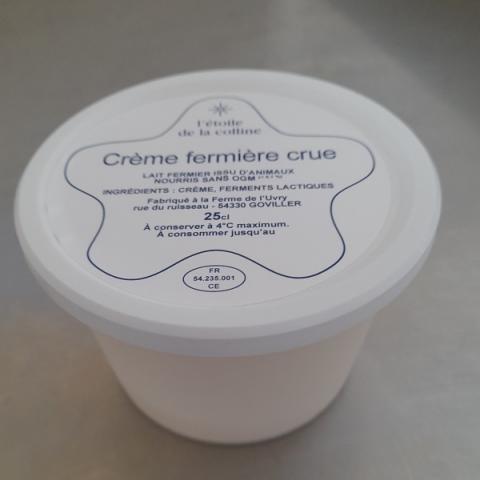 l'étoile
de la colline
Crème fermière crue
LAIT FERMIER ISSU D'ANIMAUX
NOURRIS SANS OGM
INGRÉDIENTS : CRÈME, FERMENTS LACTIQUES
Fabriqué à la Ferme de l'Uvry
rue du ruisseau - 54330 GOVILLER
25cl
À conserver à 4°C maximum.
À consommer jusqu'au
FR
54.235.001
CE